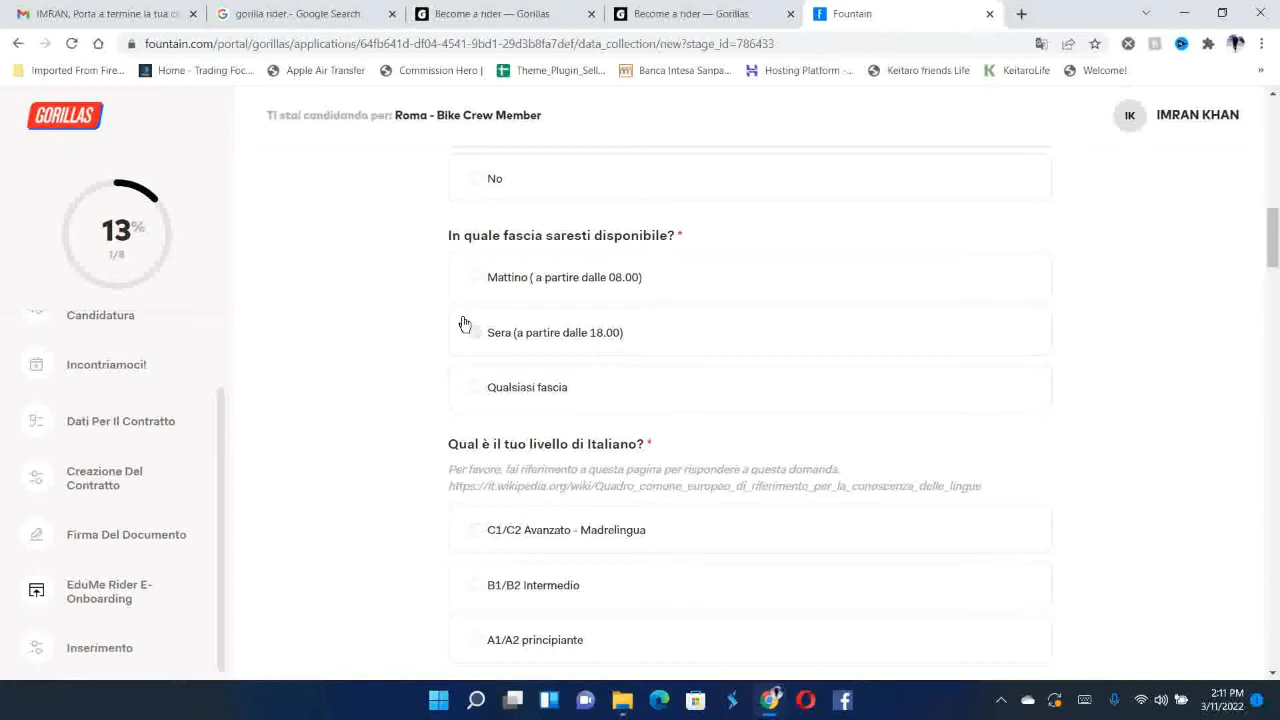 IMRAN, Porta a termine la tua c
gorilla rider - Google Search
Become a rider — Gorillas
Become a rider — Gorillas
Fountain
fountain.com/portal/gorillas/applications/64fb641d-df04-4541-9bd1-29d3b8fa7def/data_collection/new?stage_id=786433
Imported From Fire...
Home - Trading Foc...
Apple Air Transfer
Commission Hero |
Theme_Plugin_Sell...
Banca Intesa Sanpa...
Hosting Platform -...
Keitaro friends Life
KeitaroLife
Welcome!
»
GORILLAS
Ti stai candidando per: Roma - Bike Crew Member
IK
IMRAN KHAN
13%
1/8
Candidatura
Incontriamoci!
Dati Per Il Contratto
Creazione Del
Contratto
Firma Del Documento
EduMe Rider E-
Onboarding
Inserimento
No
In quale fascia saresti disponibile? *
Mattino ( a partire dalle 08.00)
Sera (a partire dalle 18.00)
Qualsiasi fascia
Qual è il tuo livello di Italiano? *
Per favore, fai riferimento a questa pagina per rispondere a questa domanda.
https://it.wikipedia.org/wiki/Quadro_comune_europeo_di_riferimento_per_la_conoscenza_delle_lingue
C1/C2 Avanzato - Madrelingua
B1/B2 Intermedio
A1/A2 principiante
2:11 PM
3/11/2022